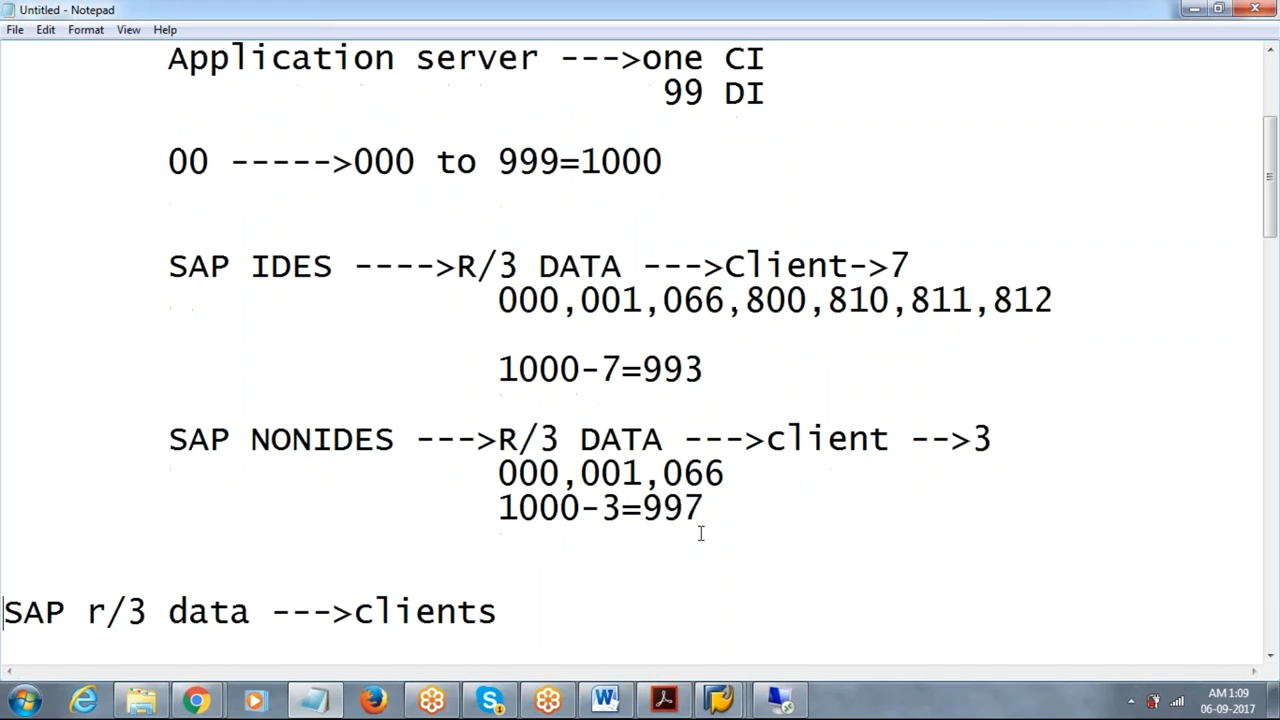 Untitled - Notepad
File Edit Format View Help
Application server --->one CI
99 DI
00 ----->000 to 999=1000
SAP IDES ---->R/3 DATA --->Client->7
000,001,066,800,810,811,812
1000-7=993
SAP NONIDES --->R/3 DATA --->client -->3
000,001,066
1000-3=997
SAP r/3 data --->clients
AM 1:09
06-09-2017